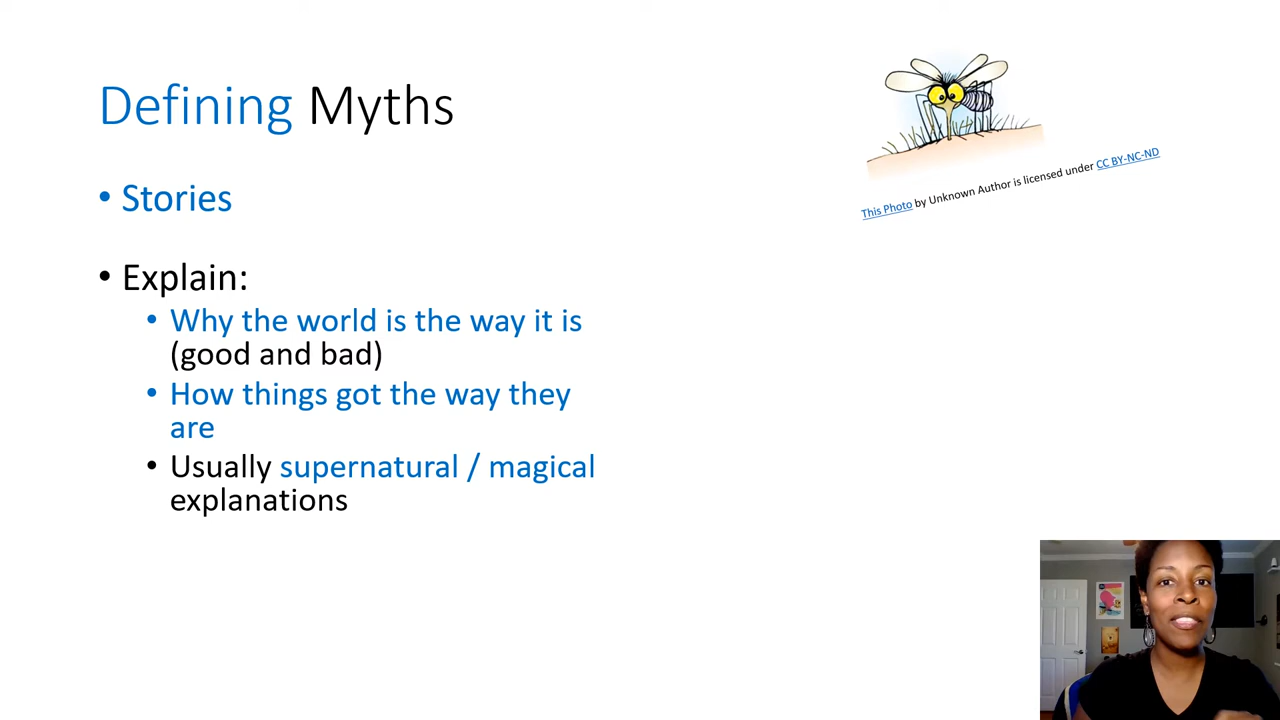 Defining Myths
• Stories
• Explain:
• Why the world is the way it is
(good and bad)
• How things got the way they
are
• Usually supernatural / magical
explanations
This Photo by Unknown Author is licensed under CC BY-NC-ND